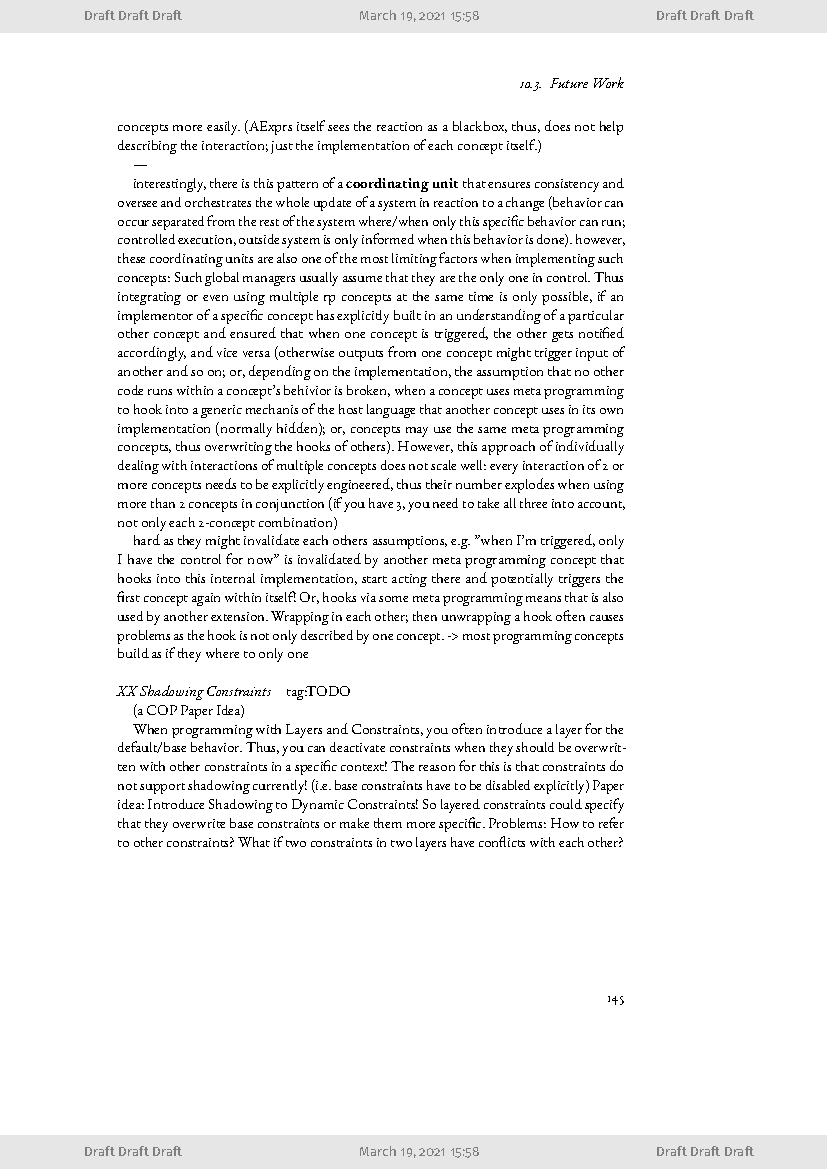 Draft Draft Draft March 19, 2021 15:58 Draft Draft Draft
10.3. Future Work
concepts more easily. (AExprs itself sees the reaction as a blackbox, thus, does not help
describing the interaction; just the implementation of each concept itself.)
—
interestingly, there is this pattern of a coordinating unit that ensures consistency and
oversee and orchestrates the whole update of a system in reaction to a change (behavior can
occur separated from the rest of the system where/when only this specific behavior can run;
controlled execution, outside system is only informed when this behavior is done). however,
these coordinating units are also one of the most limiting factors when implementing such
concepts: Such global managers usually assume that they are the only one in control. Thus
integrating or even using multiple rp concepts at the same time is only possible, if an
implementor of a specific concept has explicitly built in an understanding of a particular
other concept and ensured that when one concept is triggered, the other gets notified
accordingly, and vice versa (otherwise outputs from one concept might trigger input of
another and so on; or, depending on the implementation, the assumption that no other
code runs within a concept's behivior is broken, when a concept uses meta programming
to hook into a generic mechanis of the host language that another concept uses in its own
implementation (normally hidden); or, concepts may use the same meta programming
concepts, thus overwriting the hooks of others). However, this approach of individually
dealing with interactions of multiple concepts does not scale well: every interaction of 2 or
more concepts needs to be explicitly engineered, thus their number explodes when using
more than 2 concepts in conjunction (if you have 3, you need to take all three into account,
not only each 2-concept combination)
hard as they might invalidate each others assumptions, e.g. ”when I'm triggered, only
I have the control for now” is invalidated by another meta programming concept that
hooks into this internal implementation, start acting there and potentially triggers the
first concept again within itself! Or, hooks via some meta programming means that is also
used by another extension. Wrapping in each other; then unwrapping a hook often causes
problems as the hook is not only described by one concept. -> most programming concepts
build as if they where to only one
XX Shadowing Constraints tag:TODO
(a COP Paper Idea)
When programming with Layers and Constraints, you often introduce a layer for the
default/base behavior. Thus, you can deactivate constraints when they should be overwrit-
ten with other constraints in a specific context! The reason for this is that constraints do
not support shadowing currently! (i.e. base constraints have to be disabled explicitly) Paper
idea: Introduce Shadowing to Dynamic Constraints! So layered constraints could specify
that they overwrite base constraints or make them more specific. Problems: How to refer
to other constraints? What if two constraints in two layers have conflicts with each other?
145
Draft Draft Draft March 19, 2021 15:58 Draft Draft Draft